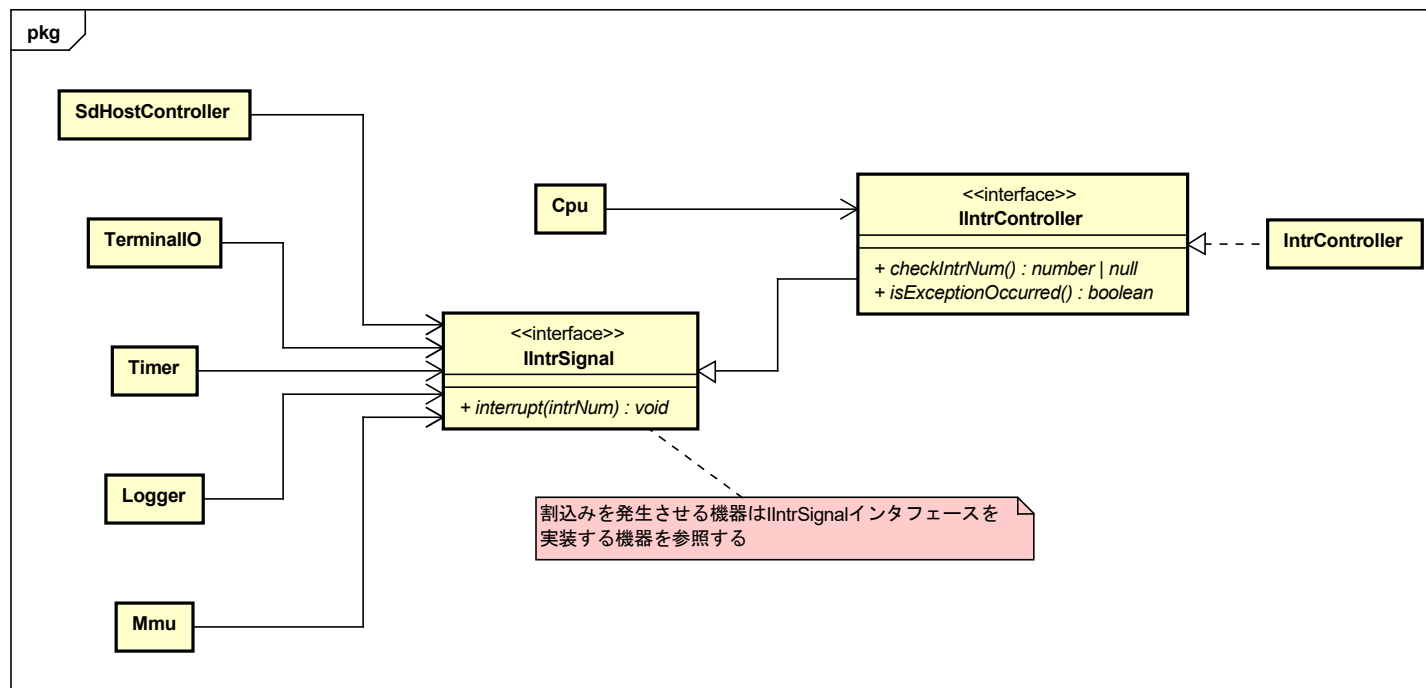 pkg
SdHostController
TerminalIO
Timer
Logger
Mmu
Cpu
<<interface>>
IIntrSignal
+ interrupt(intrNum) : void
<<interface>>
IIntrController
+ checkIntrNum() : number | null
+ isExceptionOccurred() : boolean
IntrController
割込みを発生させる機器はIIntrSignalインタフェースを
実装する機器を参照する